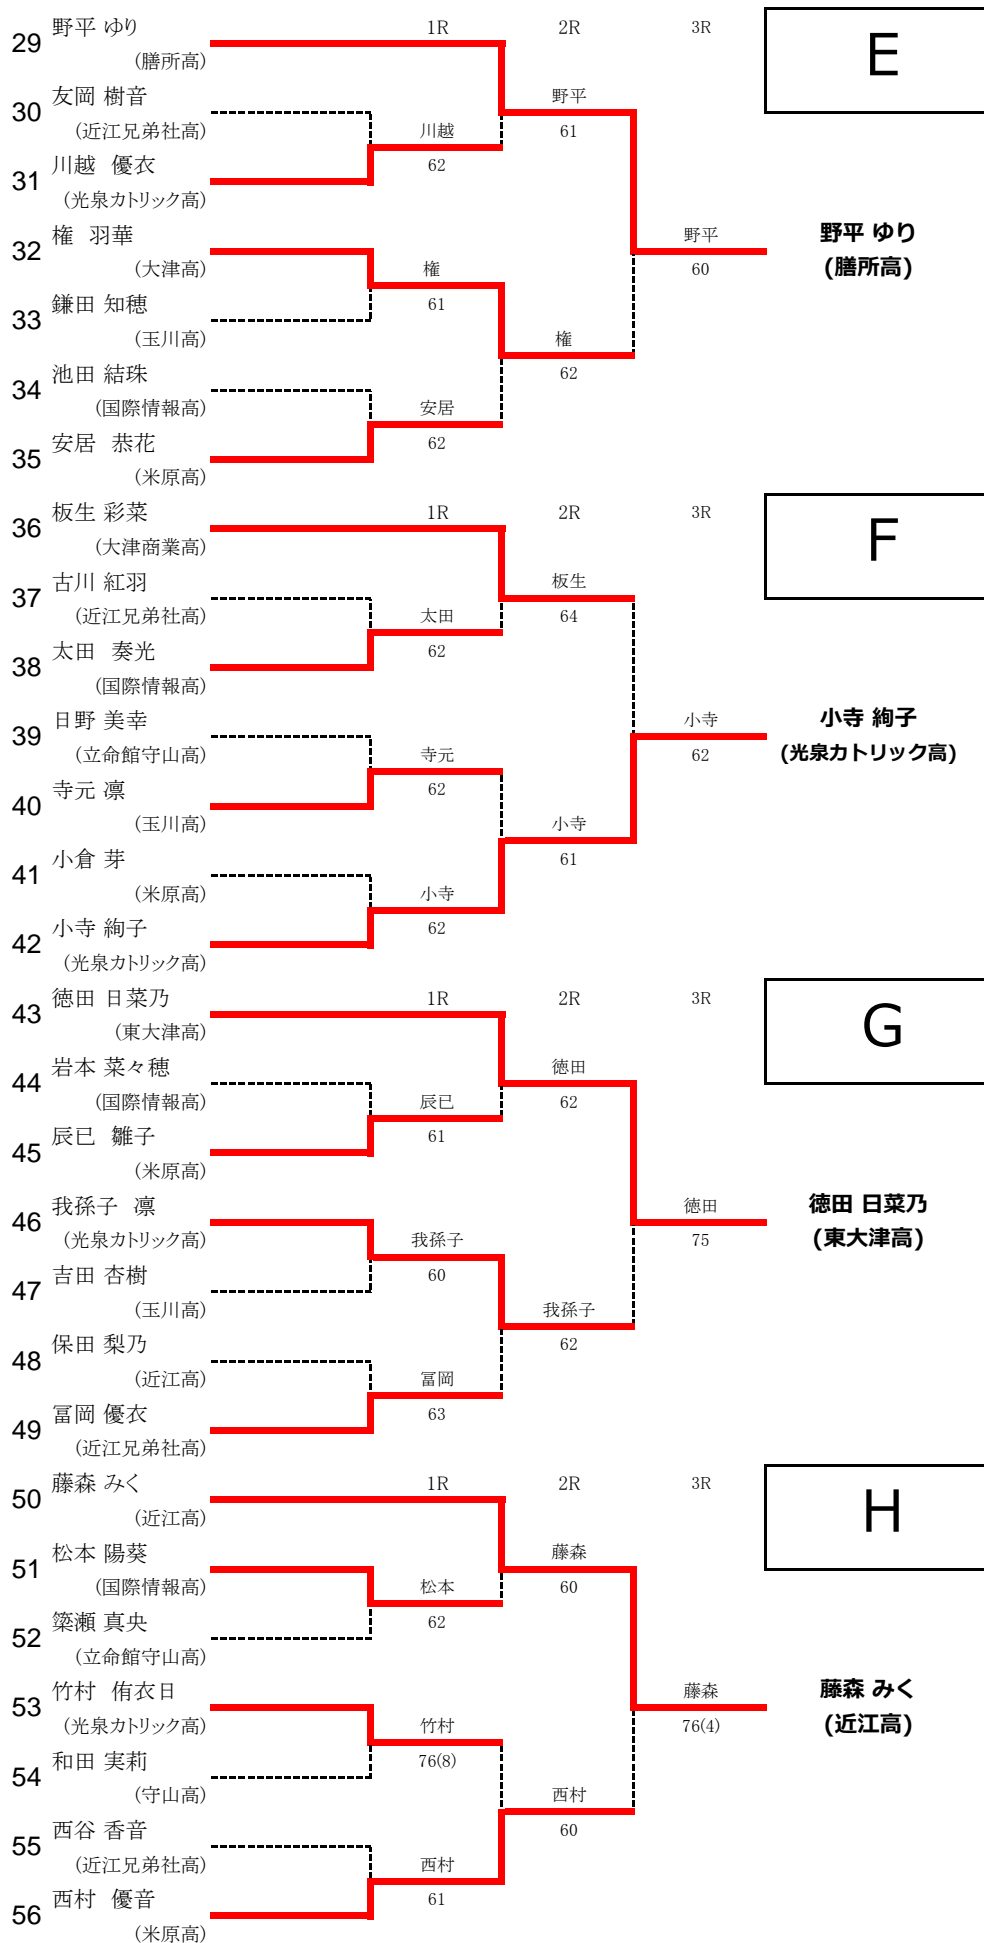 野平 ゆり 1R 2R 3R E
29
(膳所高)
友岡 樹音 野平
30
(近江兄弟社高) 川越 61
川越 優衣 62
31
(光泉カトリック高)
権 羽華 野平 野平 ゆり
32
(大津高) 権 60 (膳所高)
鎌田 知穂 61
33
(玉川高) 権
池田 結珠 62
34
(国際情報高) 安居
安居 恭花 62
35
(米原高)
板生 彩菜 1R 2R 3R F
36
(大津商業高)
古川 紅羽 板生
37
(近江兄弟社高) 太田 64
太田 奏光 62
38
(国際情報高)
日野 美幸 小寺 小寺 絢子
39
(立命館守山高) 寺元 62 (光泉カトリック高)
寺元 凛 62
40
(玉川高) 小寺
小倉 芽 61
41
(米原高) 小寺
小寺 絢子 62
42
(光泉カトリック高)
徳田 日菜乃 1R 2R 3R G
43
(東大津高)
岩本 菜々穂 徳田
44
(国際情報高) 辰巳 62
辰巳 雛子 61
45
(米原高)
我孫子 凛 徳田 徳田 日菜乃
46
(光泉カトリック高) 我孫子 75 (東大津高)
吉田 杏樹 60
47
(玉川高) 我孫子
保田 梨乃 62
48
(近江高) 冨岡
冨岡 優衣 63
49
(近江兄弟社高)
藤森 みく 1R 2R 3R H
50
(近江高)
松本 陽葵 藤森
51
(国際情報高) 松本 60
簗瀬 真央 62
52
(立命館守山高)
竹村 侑衣日 藤森 藤森 みく
53
(光泉カトリック高) 竹村 76(4) (近江高)
和田 実莉 76(8)
54
(守山高) 西村
西谷 香音 60
55
(近江兄弟社高) 西村
西村 優音 61
56
(米原高)